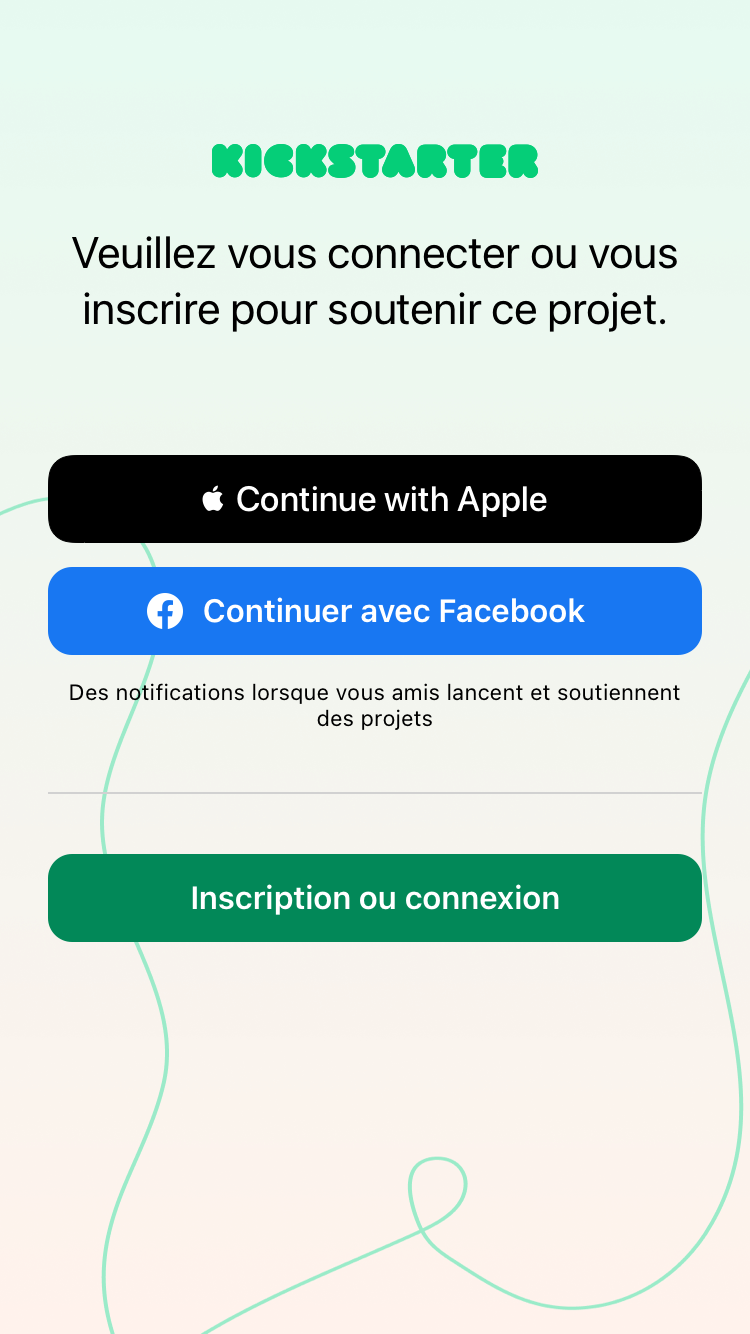 KICKSTARTER
Veuillez vous connecter ou vous
inscrire pour soutenir ce projet.
Continue with Apple
Continuer avec Facebook
Des notifications lorsque vous amis lancent et soutiennent
des projets
Inscription ou connexion